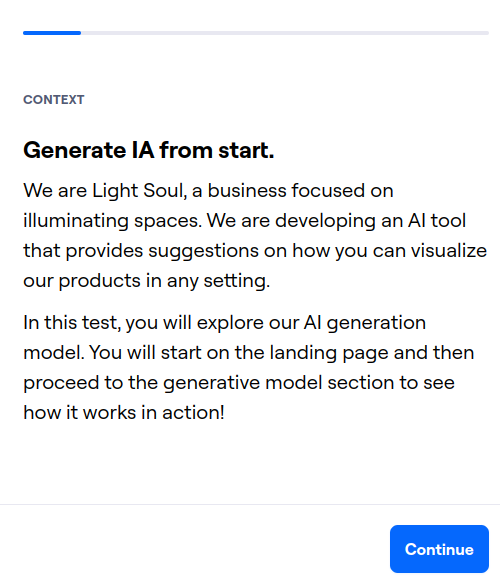 CONTEXT
Generate IA from start.
We are Light Soul, a business focused on
illuminating spaces. We are developing an AI tool
that provides suggestions on how you can visualize
our products in any setting.
In this test, you will explore our AI generation
model. You will start on the landing page and then
proceed to the generative model section to see
how it works in action!
Continue